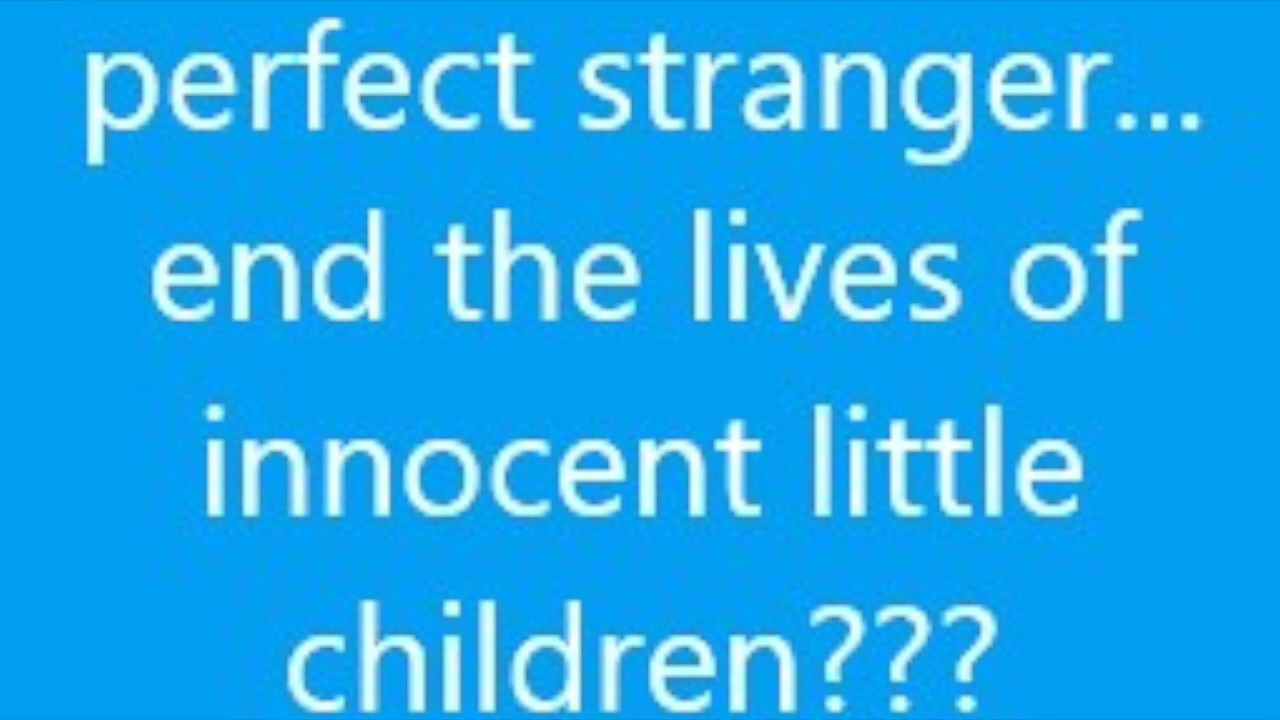 perfect stranger...
end the lives of
innocent little
children???